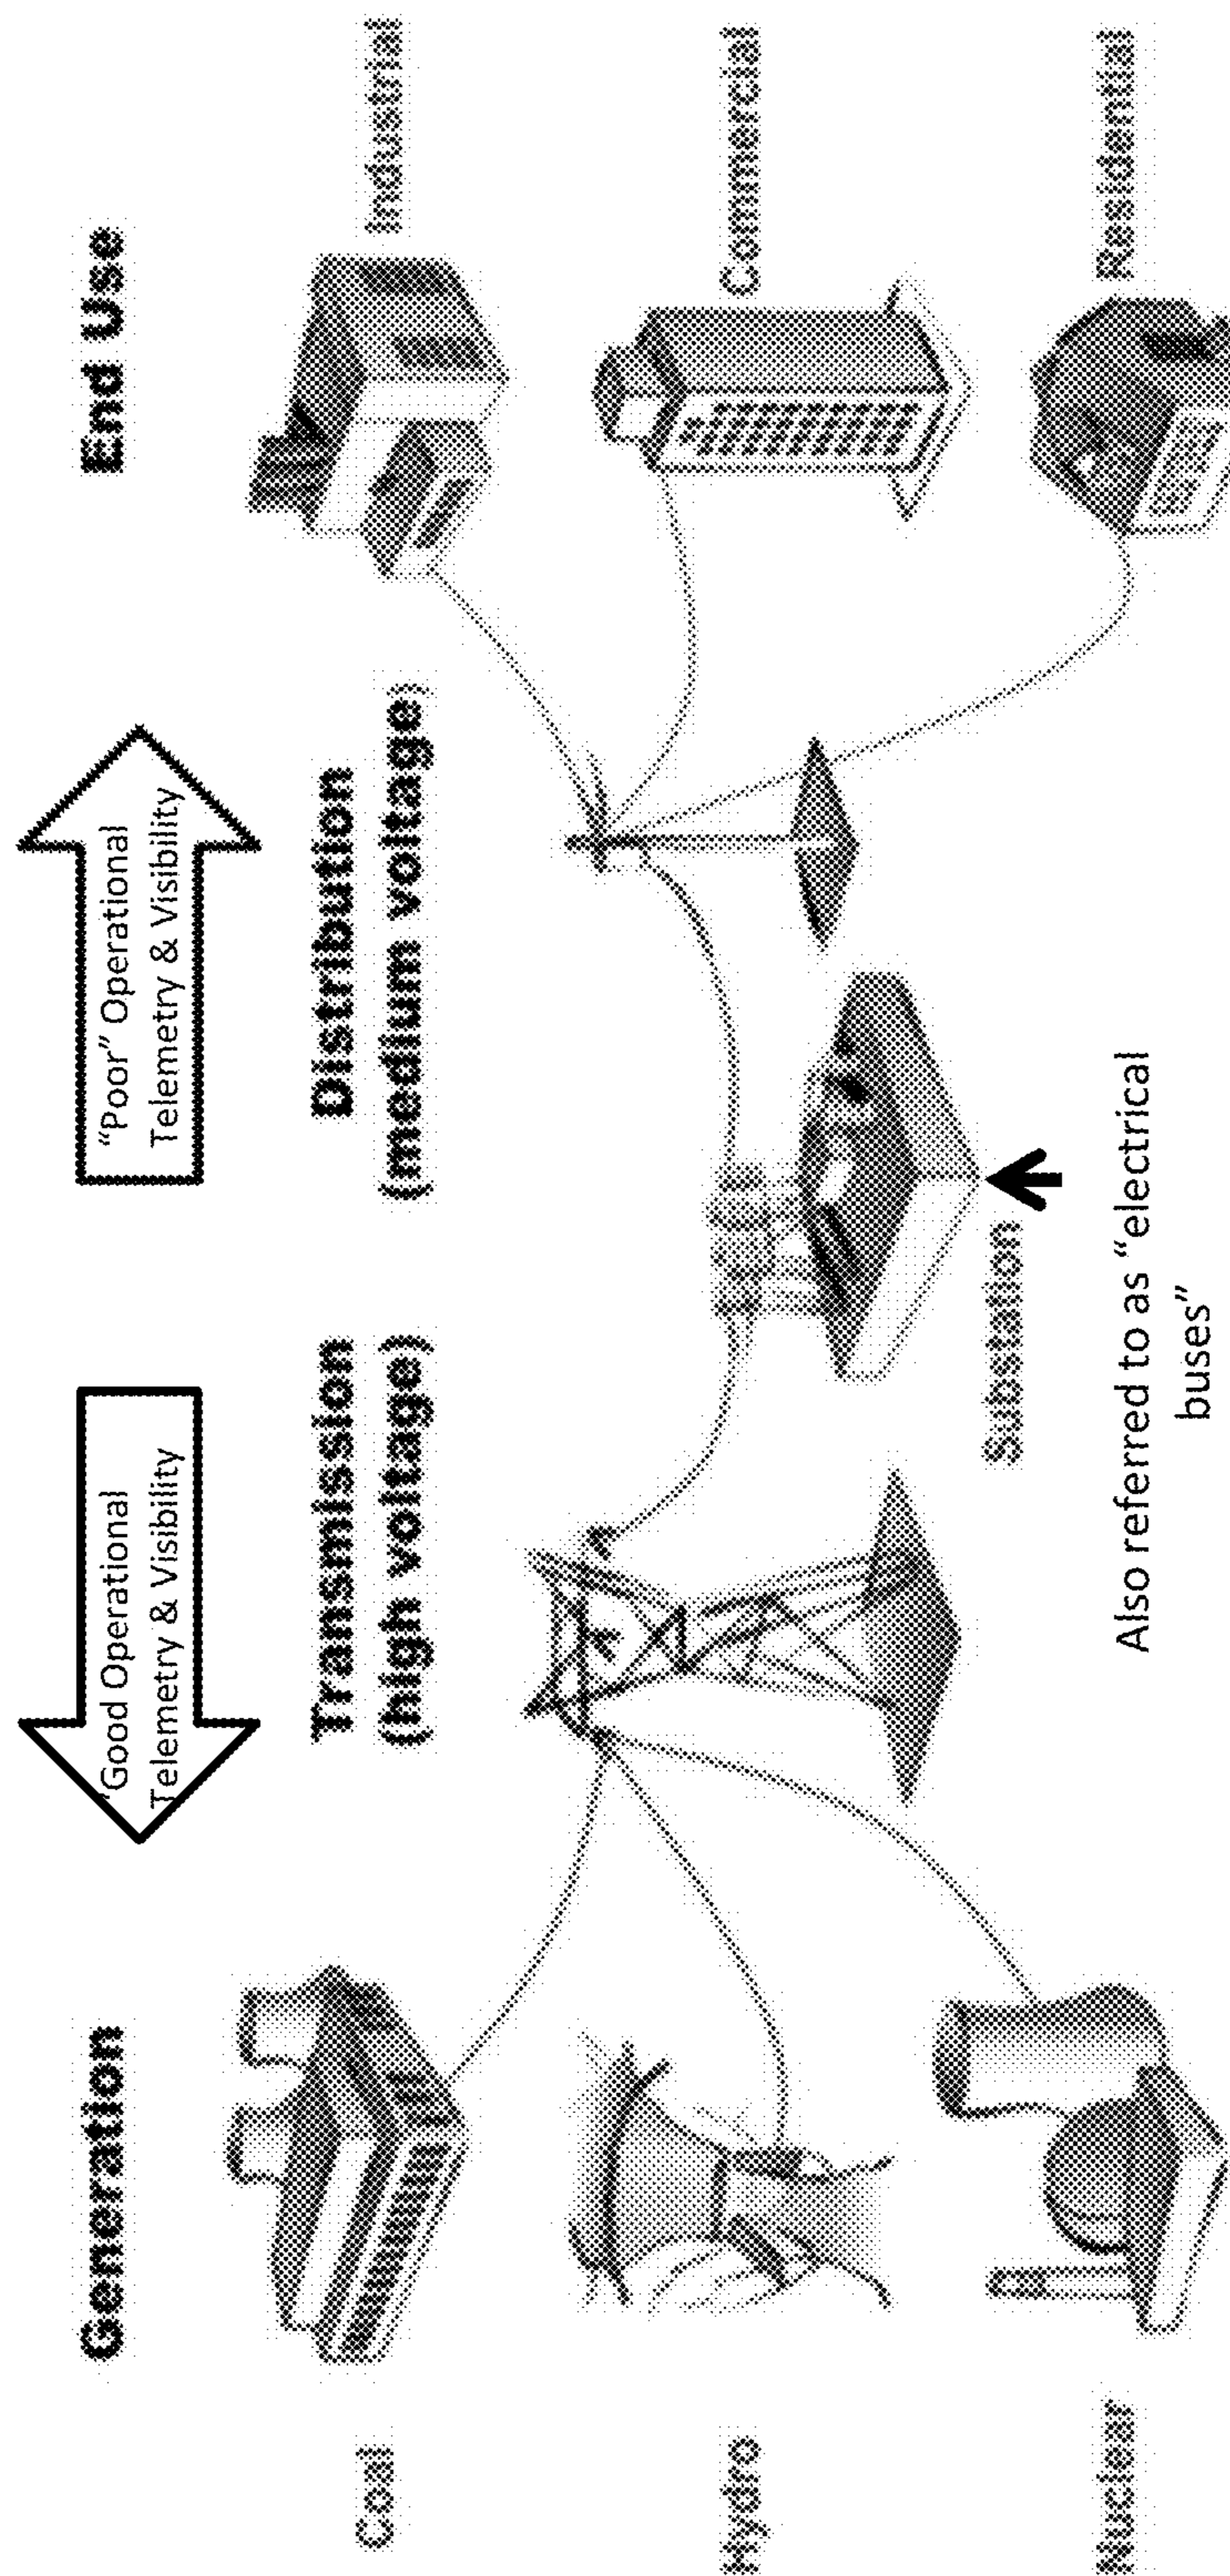 Generation
End Use
"Good Operational
Telemetry & Visibility
"Poor" Operational
Telemetry & Visibility
Transmission
(high voltage)
Distribution
(medium voltage)
Coal
Hydro
Nuclear
Industrial
Commercial
Residential
Substation
Also referred to as "electrical
buses"